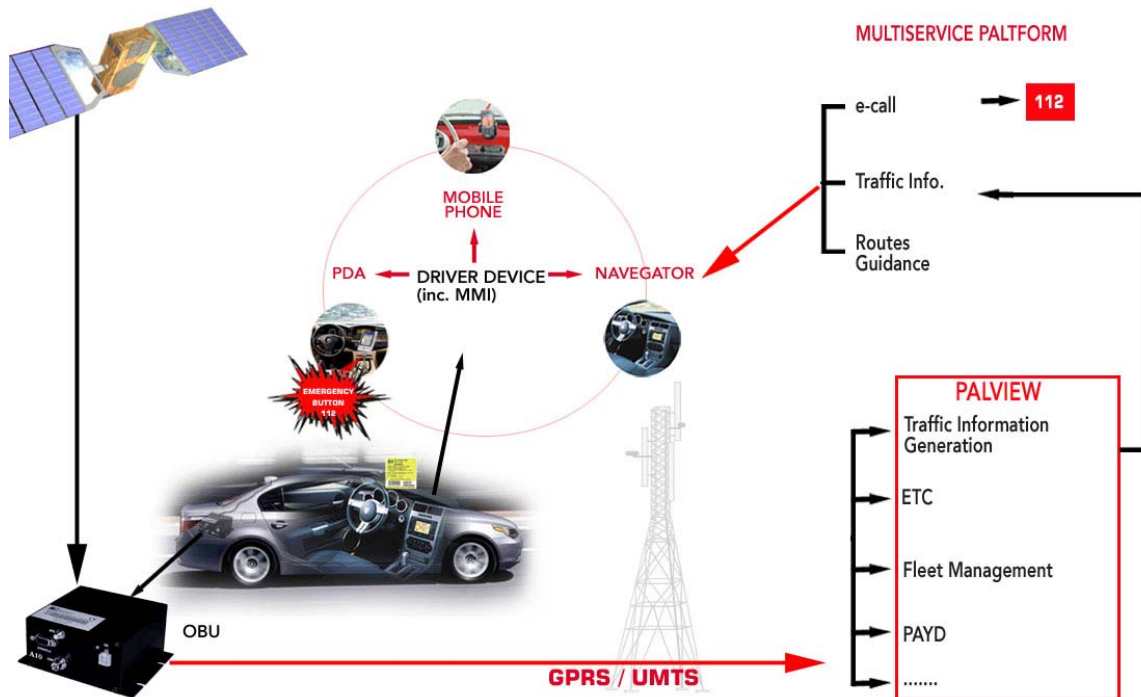 MULTISERVICE PALTFORM
e-call
112
Traffic Info.
Routes
Guidance
MOBILE
PHONE
PDA
DRIVER DEVICE
(inc. MMI)
NAVEGATOR
EMERGENCY
BUTTON
112
PALVIEW
Traffic Information
Generation
ETC
Fleet Management
PAYD
.......
OBU
A10
GPRS / UMTS